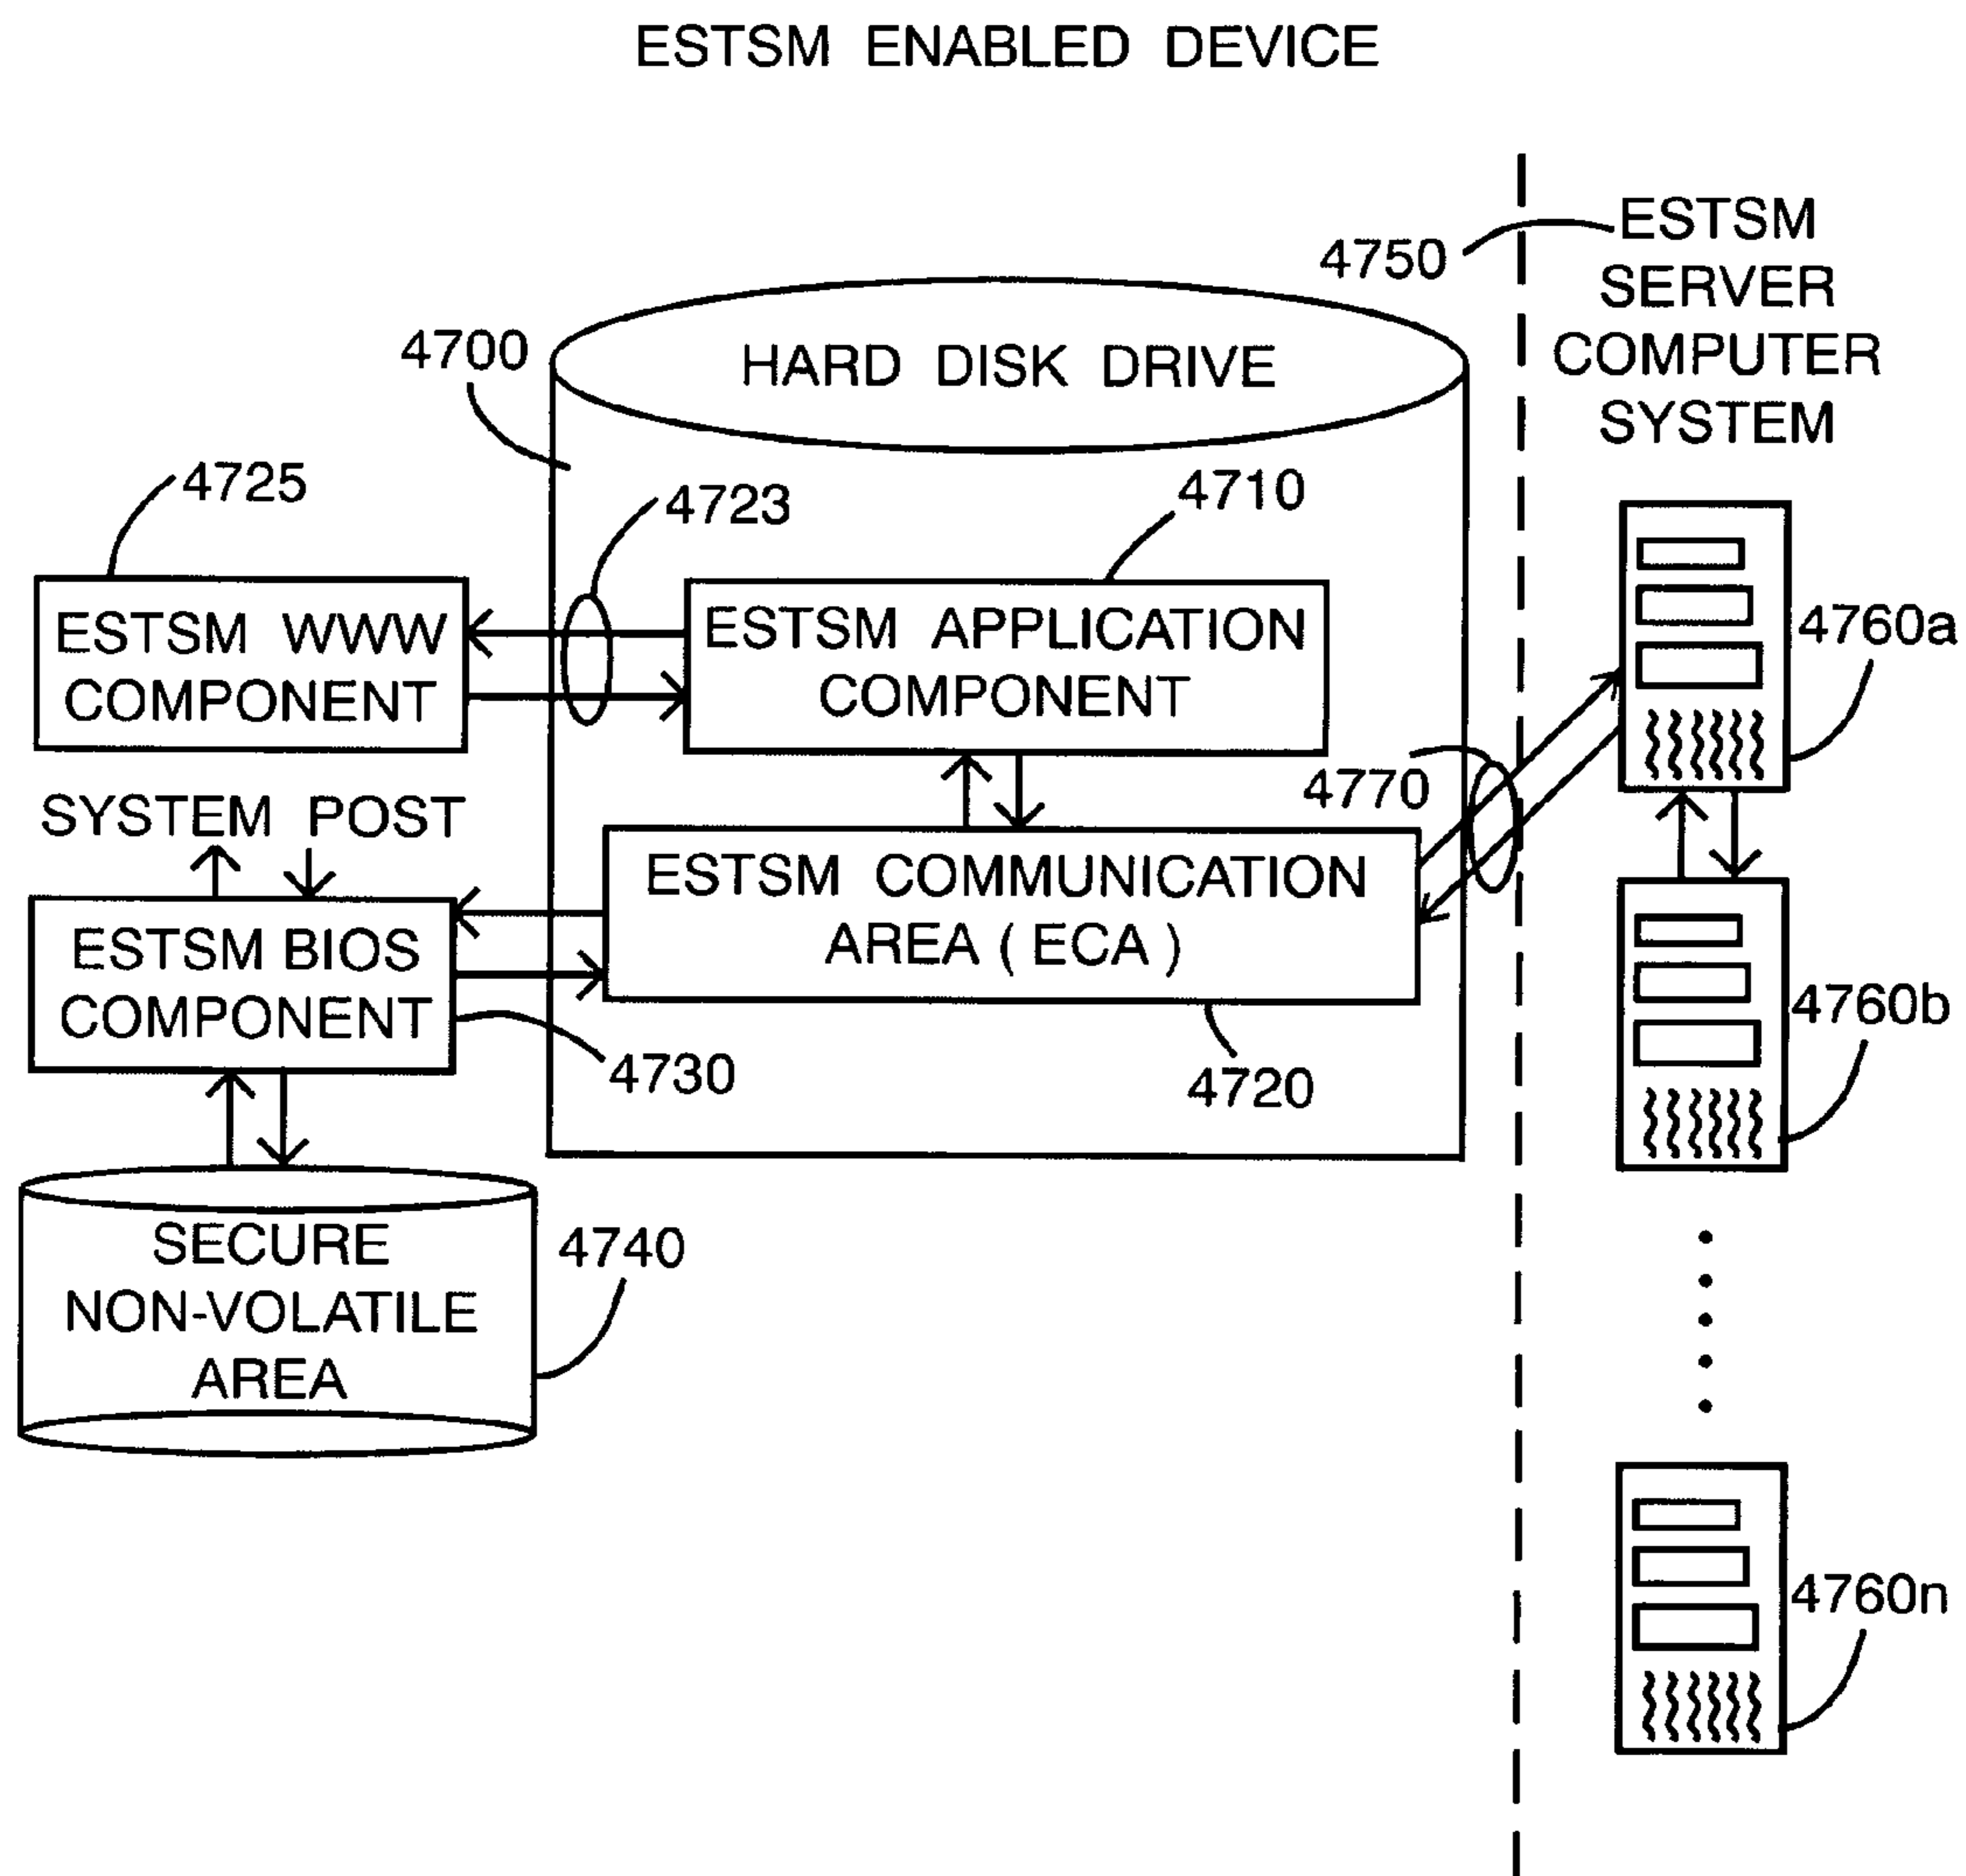 ESTSM ENABLED DEVICE
4750
ESTSM
SERVER
COMPUTER
SYSTEM
4700
HARD DISK DRIVE
4725
4723
4710
ESTSM WWW
COMPONENT
ESTSM APPLICATION
COMPONENT
4760a
4770
SYSTEM POST
ESTSM COMMUNICATION
AREA ( ECA )
ESTSM BIOS
COMPONENT
4730
4720
4760b
SECURE
NON-VOLATILE
AREA
4740
4760n